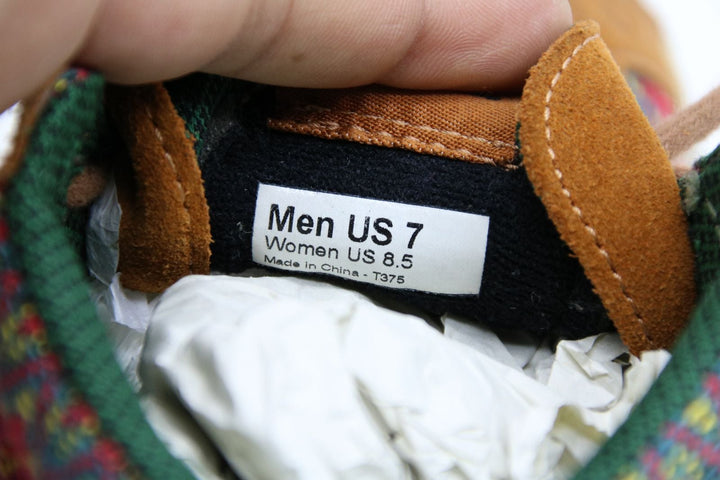 Men US 7
Women US 8.5
Made in China - T375